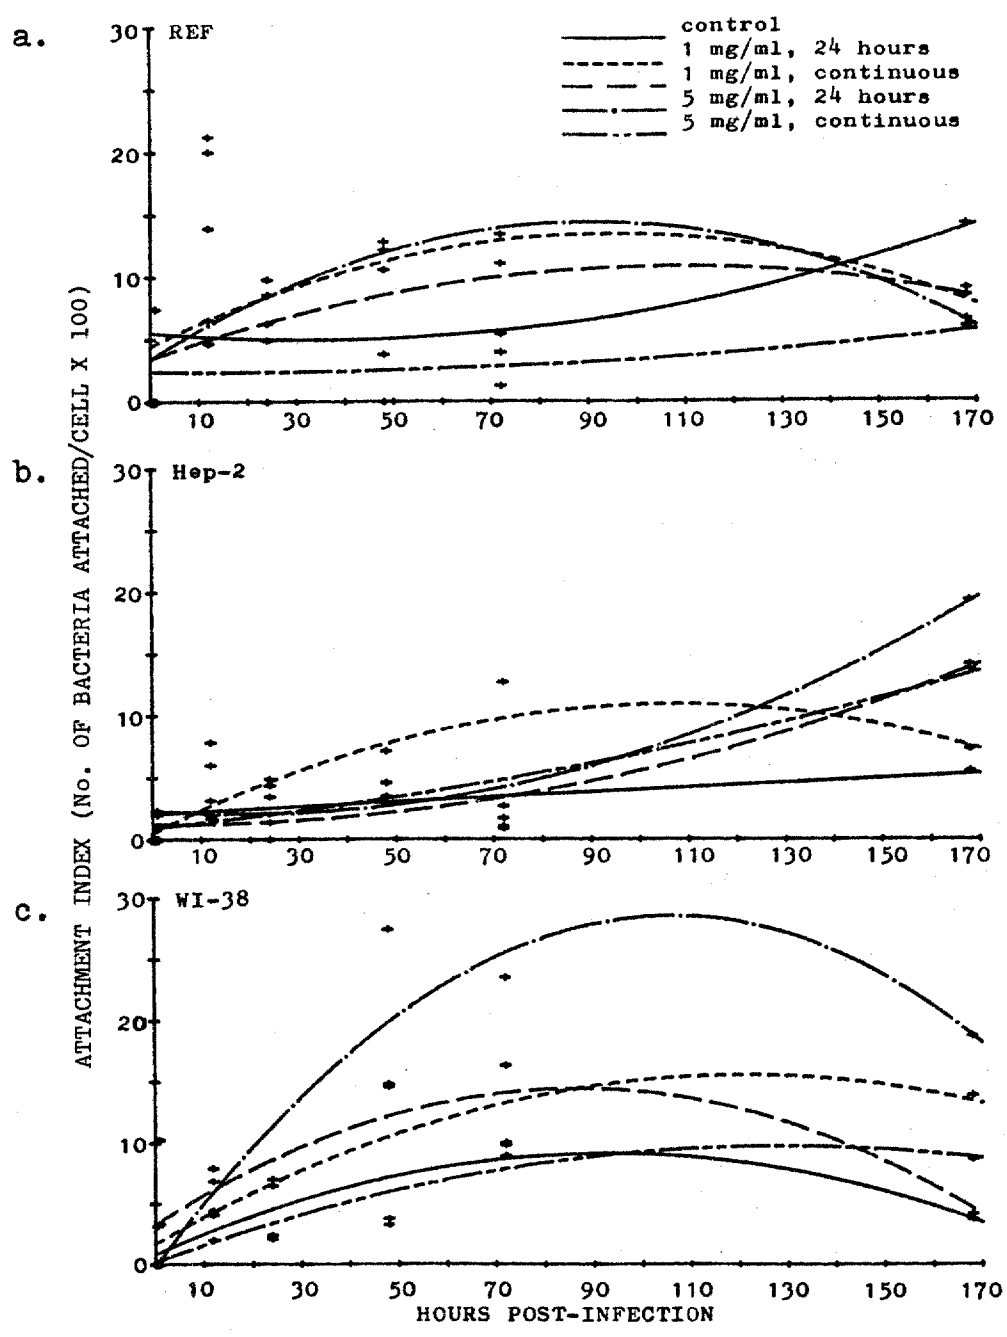 a.
REF
control
1 mg/ml, 24 hours
1 mg/ml, continuous
5 mg/ml, 24 hours
5 mg/ml, continuous
30
20
10
0
10 30 50 70 90 110 130 150 170
b.
Hep-2
30
20
10
0
10 30 50 70 90 110 130 150 170
c.
WI-38
30
20
10
0
10 30 50 70 90 110 130 150 170
HOURS POST-INFECTION
ATTACHMENT INDEX (No. OF BACTERIA ATTACHED/CELL X 100)